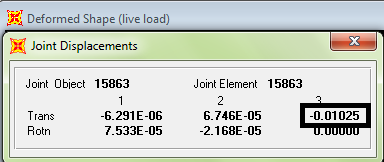 Deformed Shape (live load)
Joint Displacements
Joint Object 15863 Joint Element 15863
1 2 3
Trans -6.291E-06 6.746E-05 -0.01025
Rotn 7.533E-05 -2.168E-05 0.00000